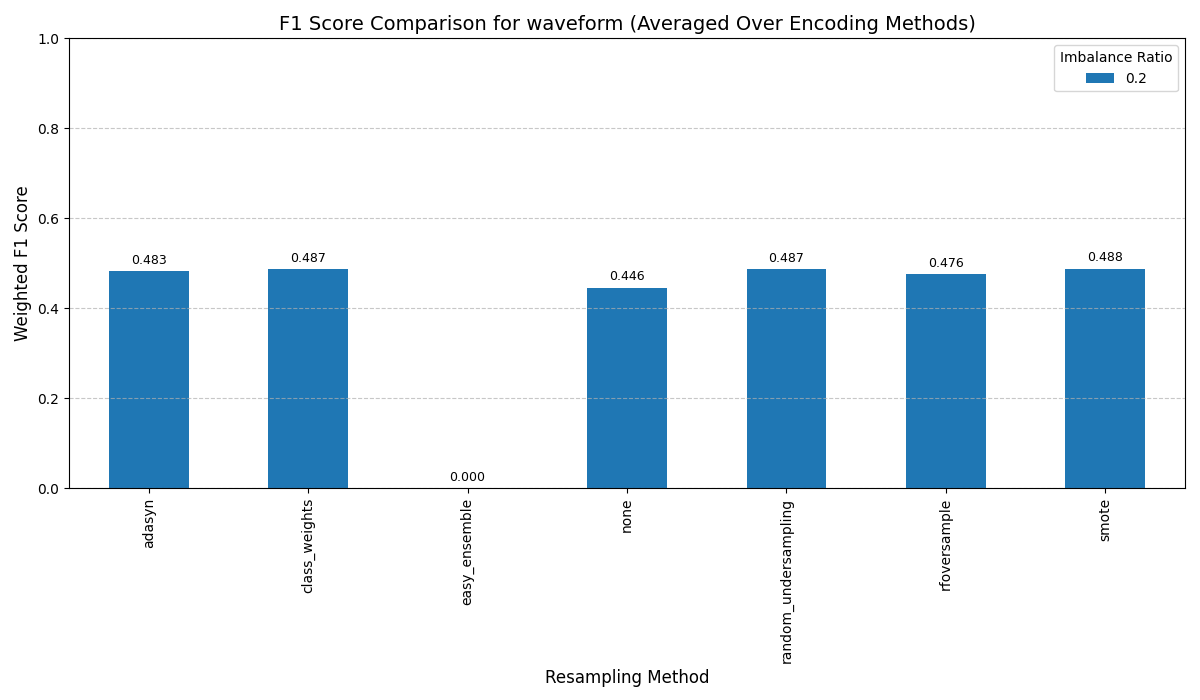 F1 Score Comparison for waveform (Averaged Over Encoding Methods)
Weighted F1 Score
1.0
0.8
0.6
0.4
0.2
0.0
Imbalance Ratio
0.2
0.483
0.487
0.000
0.446
0.487
0.476
0.488
adasyn
class_weights
easy_ensemble
none
random_undersampling
rfoversample
smote
Resampling Method